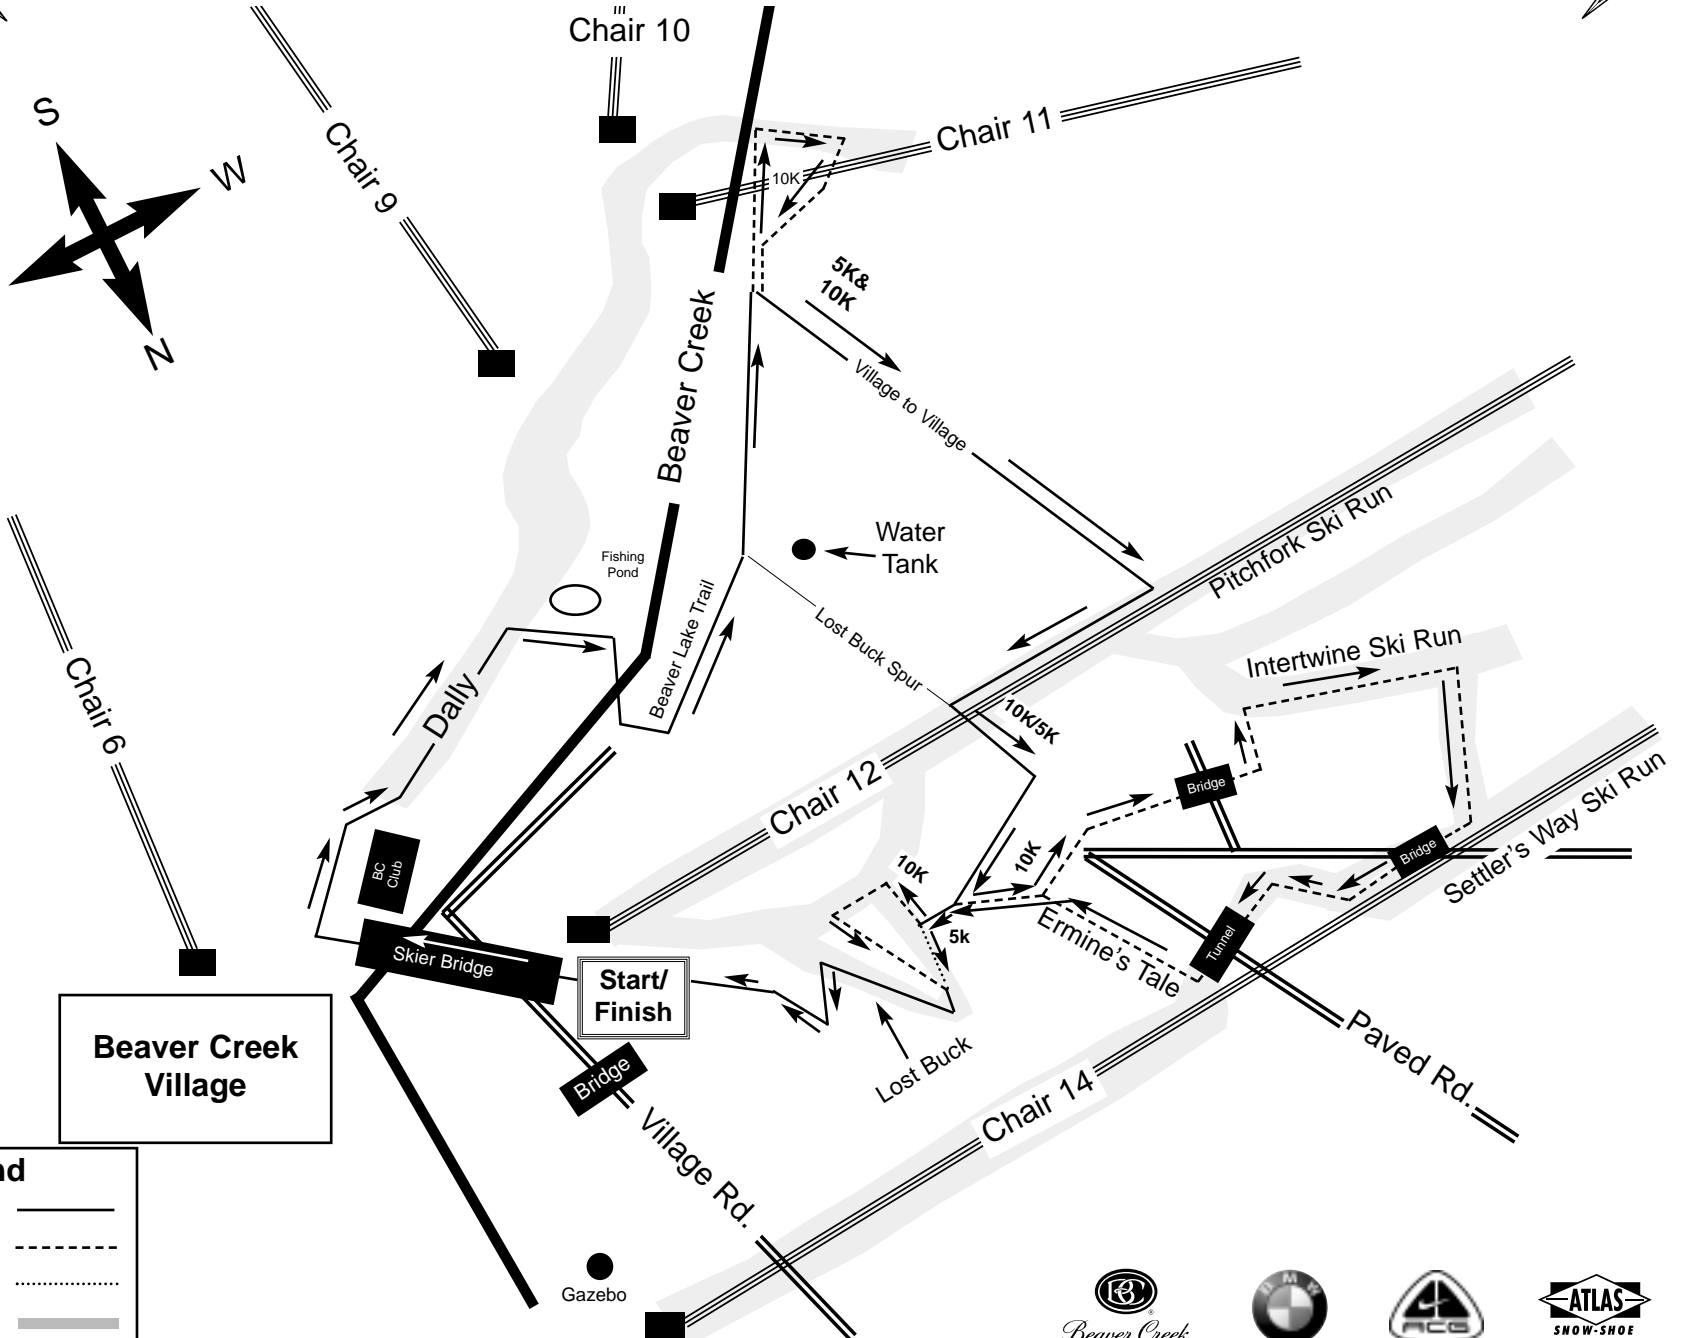 Chair 10
Chair 11
S
W
N
Chair 9
10K
5K&
10K
Beaver Creek
Village to Village
Water
Tank
Pitchfork Ski Run
Fishing
Pond
Beaver Lake Trail
Lost Buck Spur
Intertwine Ski Run
Chair 6
Dally
10K/5K
Chair 12
Bridge
Settler's Way Ski Run
BC
Club
10K
10K
Bridge
5k
Ermine's Tale
Tunnel
Skier Bridge
Start/
Finish
Beaver Creek
Village
Lost Buck
Paved Rd.
Bridge
Chair 14
Village Rd.
nd
Gazebo
BC
Beaver Creek
BMW
ACG
ATLAS
SNOW-SHOE